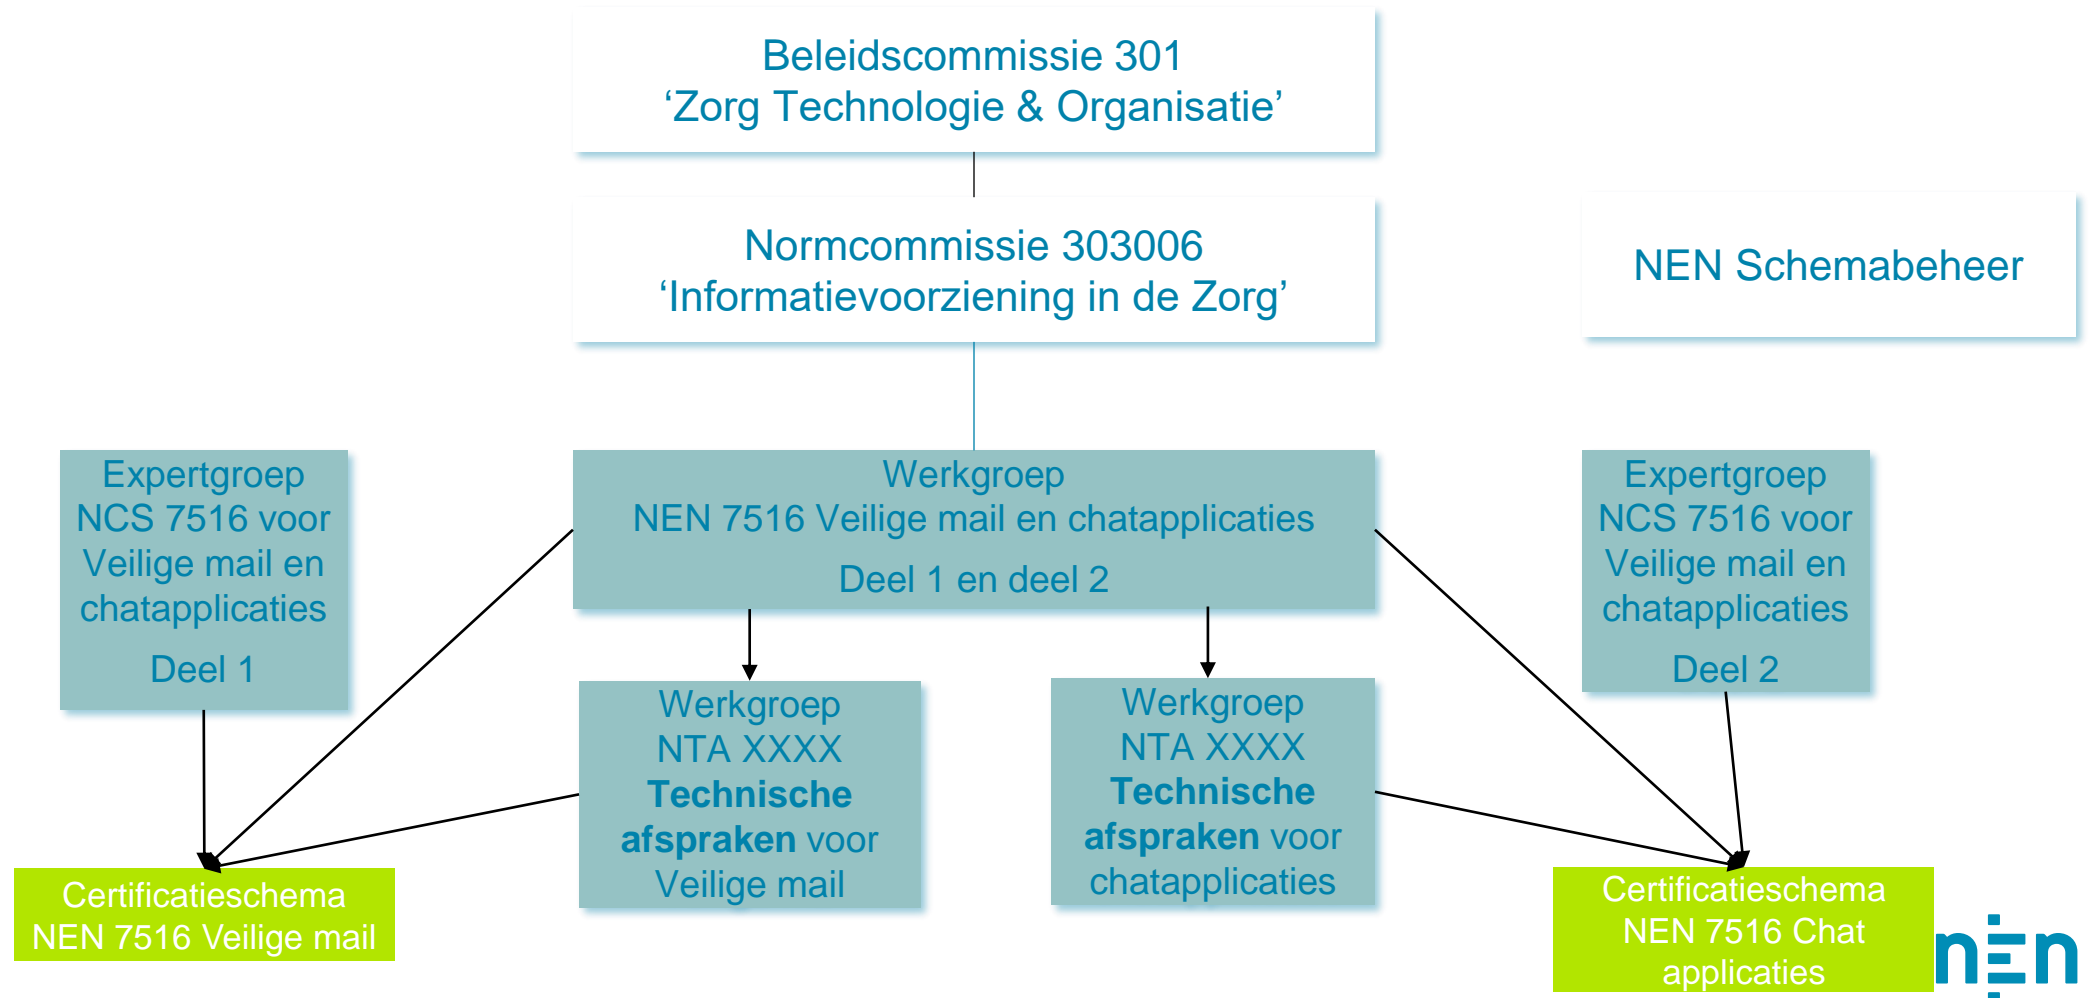 Beleidscommissie 301
‘Zorg Technologie & Organisatie’
Normcommissie 303006
‘Informatievoorziening in de Zorg’
NEN Schemabeheer
Expertgroep
NCS 7516 voor
Veilige mail en
chatapplicaties
Deel 1
Werkgroep
NEN 7516 Veilige mail en chatapplicaties
Deel 1 en deel 2
Expertgroep
NCS 7516 voor
Veilige mail en
chatapplicaties
Deel 2
Werkgroep
NTA XXXX
Technische
afspraken voor
Veilige mail
Werkgroep
NTA XXXX
Technische
afspraken voor
chatapplicaties
Certificatieschema
NEN 7516 Veilige mail
Certificatieschema
NEN 7516 Chat
applicaties
nen